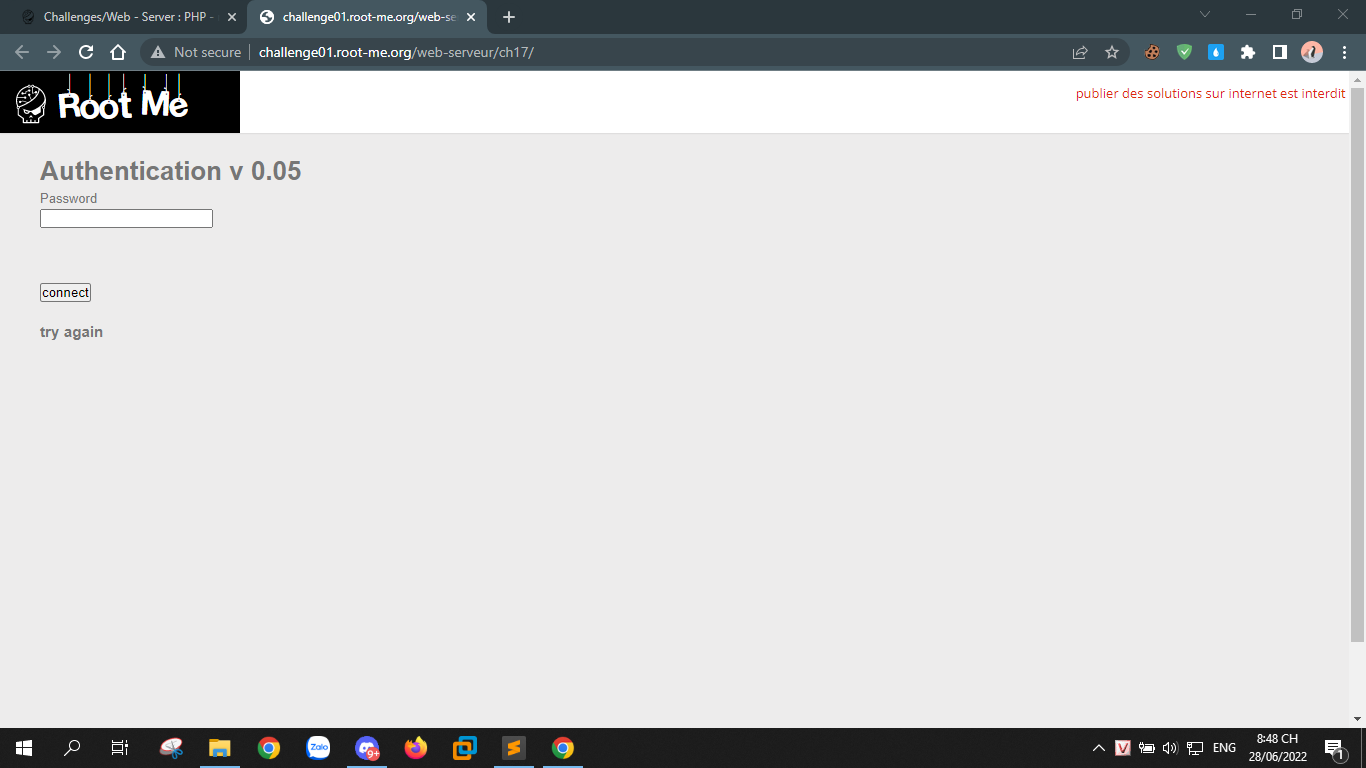 Challenges/Web - Server : PHP -
challenge01.root-me.org/web-se
Not secure
challenge01.root-me.org/web-serveur/ch17/
Root Me
publier des solutions sur internet est interdit
Authentication v 0.05
Password
connect
try again
Zalo
9+
V
ENG
8:48 CH
28/06/2022
1